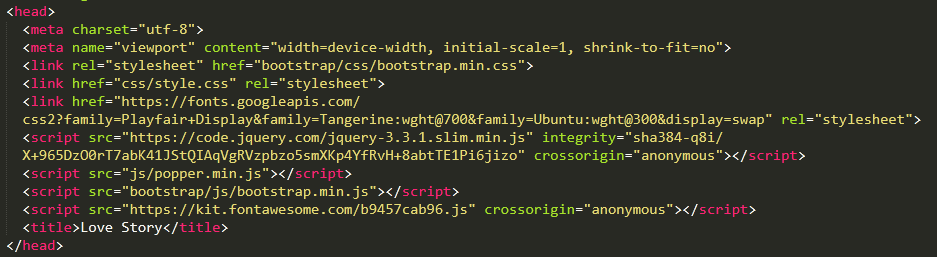 <head>
<meta charset="utf-8">
<meta name="viewport" content="width=device-width, initial-scale=1, shrink-to-fit=no">
<link rel="stylesheet" href="bootstrap/css/bootstrap.min.css">
<link href="css/style.css" rel="stylesheet">
<link href="https://fonts.googleapis.com/
css2?family=Playfair+Display&family=Tangerine:wght@700&family=Ubuntu:wght@300&display=swap" rel="stylesheet">
<script src="https://code.jquery.com/jquery-3.3.1.slim.min.js" integrity="sha384-q8i/
X+965DzO0rT7abK41JStQIAqVgRVzpbzo5smXKp4YfRvH+8abtTE1Pi6jizo" crossorigin="anonymous"></script>
<script src="js/popper.min.js"></script>
<script src="bootstrap/js/bootstrap.min.js"></script>
<script src="https://kit.fontawesome.com/b9457cab96.js" crossorigin="anonymous"></script>
<title>Love Story</title>
</head>